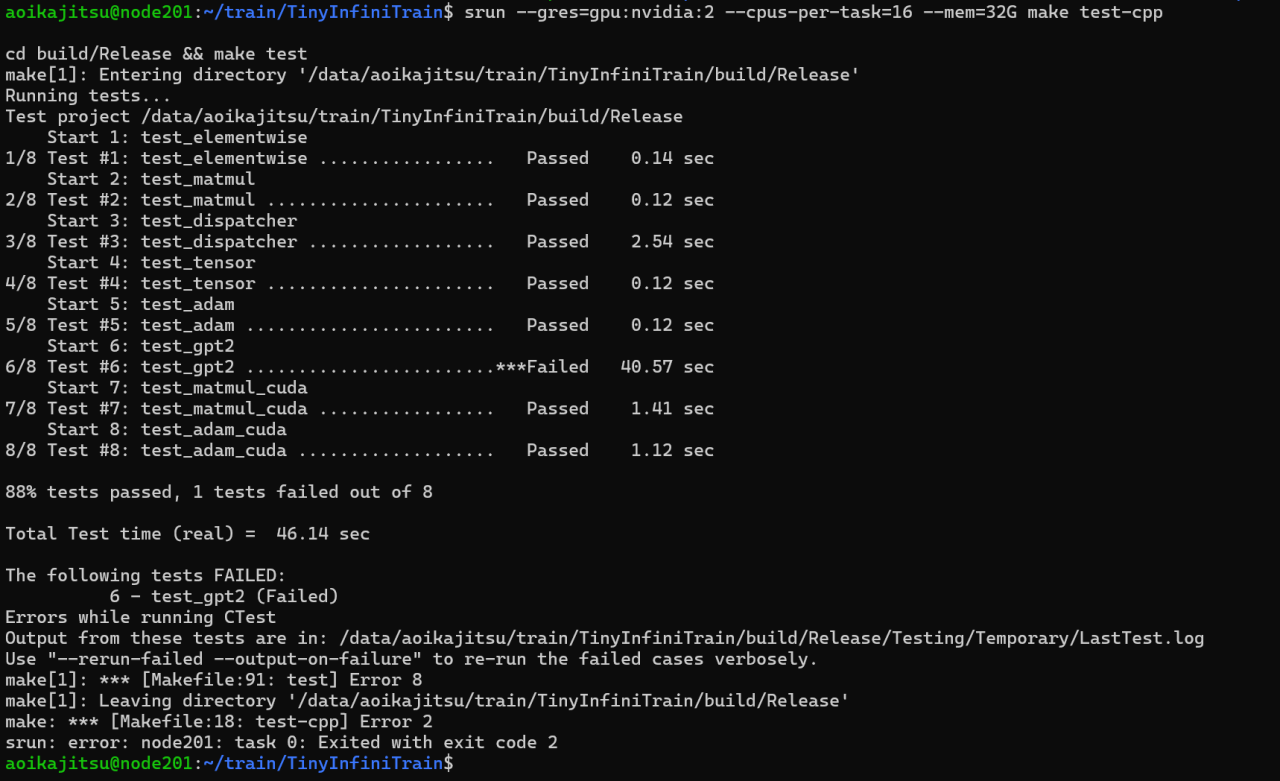 aoikajitsu@node201:~/train/TinyInfiniTrain$ srun --gres=gpu:nvidia:2 --cpus-per-task=16 --mem=32G make test-cpp

cd build/Release && make test
make[1]: Entering directory '/data/aoikajitsu/train/TinyInfiniTrain/build/Release'
Running tests...
Test project /data/aoikajitsu/train/TinyInfiniTrain/build/Release
    Start 1: test_elementwise
1/8 Test #1: test_elementwise .................   Passed    0.14 sec
    Start 2: test_matmul
2/8 Test #2: test_matmul ......................   Passed    0.12 sec
    Start 3: test_dispatcher
3/8 Test #3: test_dispatcher ..................   Passed    2.54 sec
    Start 4: test_tensor
4/8 Test #4: test_tensor ......................   Passed    0.12 sec
    Start 5: test_adam
5/8 Test #5: test_adam ........................   Passed    0.12 sec
    Start 6: test_gpt2
6/8 Test #6: test_gpt2 ........................***Failed   40.57 sec
    Start 7: test_matmul_cuda
7/8 Test #7: test_matmul_cuda .................   Passed    1.41 sec
    Start 8: test_adam_cuda
8/8 Test #8: test_adam_cuda ...................   Passed    1.12 sec

88% tests passed, 1 tests failed out of 8

Total Test time (real) =  46.14 sec

The following tests FAILED:
          6 - test_gpt2 (Failed)
Errors while running CTest
Output from these tests are in: /data/aoikajitsu/train/TinyInfiniTrain/build/Release/Testing/Temporary/LastTest.log
Use "--rerun-failed --output-on-failure" to re-run the failed cases verbosely.
make[1]: *** [Makefile:91: test] Error 8
make[1]: Leaving directory '/data/aoikajitsu/train/TinyInfiniTrain/build/Release'
make: *** [Makefile:18: test-cpp] Error 2
srun: error: node201: task 0: Exited with exit code 2
aoikajitsu@node201:~/train/TinyInfiniTrain$